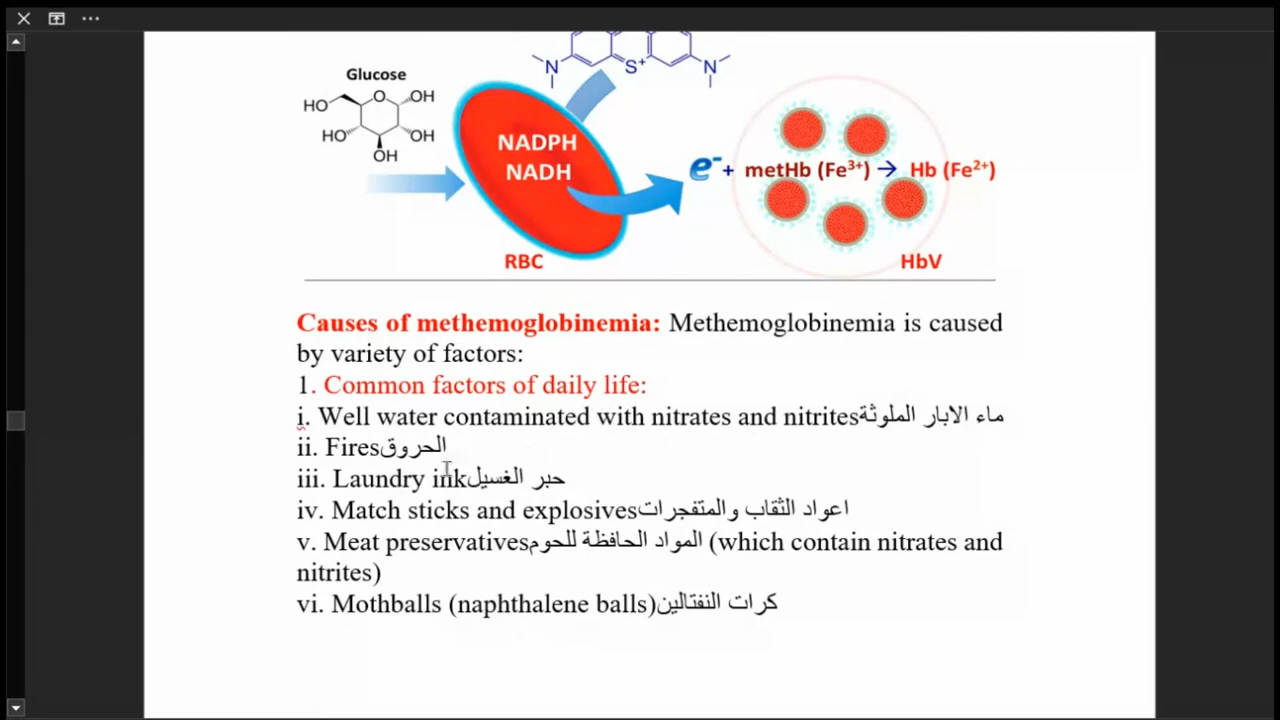 Glucose
HO
O
OH
HO
OH
OH
N
S⁺
N
NADPH
NADH
e⁻ + metHb (Fe³⁺) → Hb (Fe²⁺)
RBC
HbV
Causes of methemoglobinemia: Methemoglobinemia is caused
by variety of factors:
1. Common factors of daily life:
i. Well water contaminated with nitrates and nitritesماء الابار الملوثة
ii. Firesالحروق
iii. Laundry inkحبر الغسيل
iv. Match sticks and explosivesاعواد الثقاب والمتفجرات
v. Meat preservativesالمواد الحافظة للحوم (which contain nitrates and
nitrites)
vi. Mothballs (naphthalene balls)كرات النفتالين